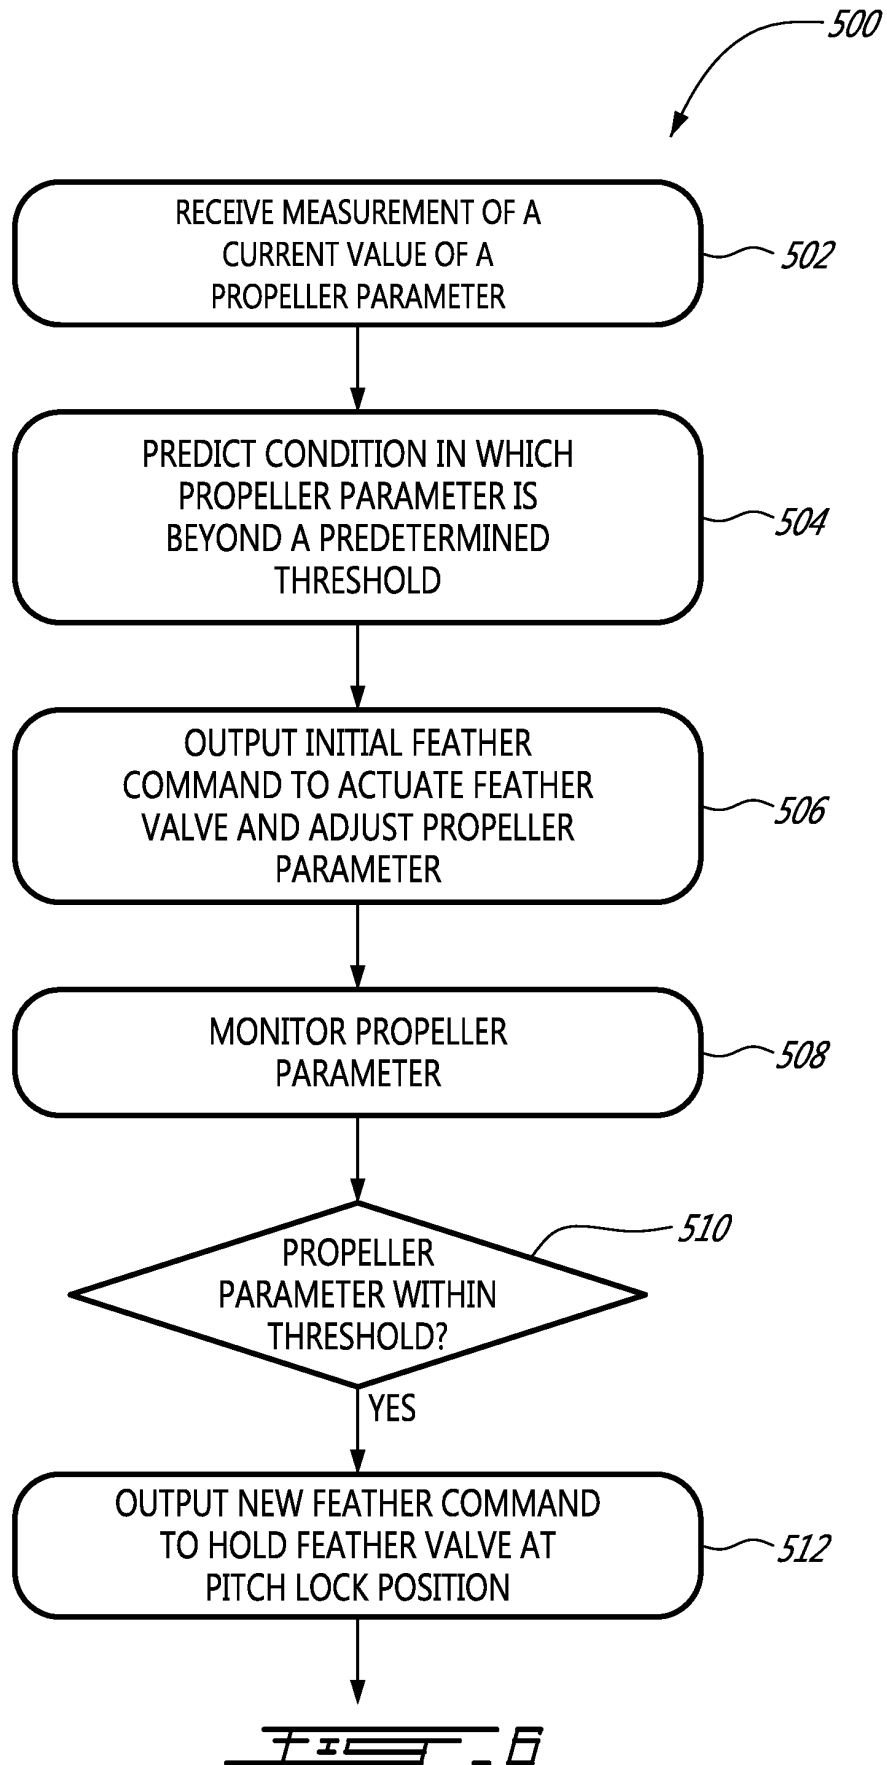 500
RECEIVE MEASUREMENT OF A
CURRENT VALUE OF A
PROPELLER PARAMETER
502
PREDICT CONDITION IN WHICH
PROPELLER PARAMETER IS
BEYOND A PREDETERMINED
THRESHOLD
504
OUTPUT INITIAL FEATHER
COMMAND TO ACTUATE FEATHER
VALVE AND ADJUST PROPELLER
PARAMETER
506
MONITOR PROPELLER
PARAMETER
508
510
PROPELLER
PARAMETER WITHIN
THRESHOLD?
YES
OUTPUT NEW FEATHER COMMAND
TO HOLD FEATHER VALVE AT
PITCH LOCK POSITION
512
FIG_6